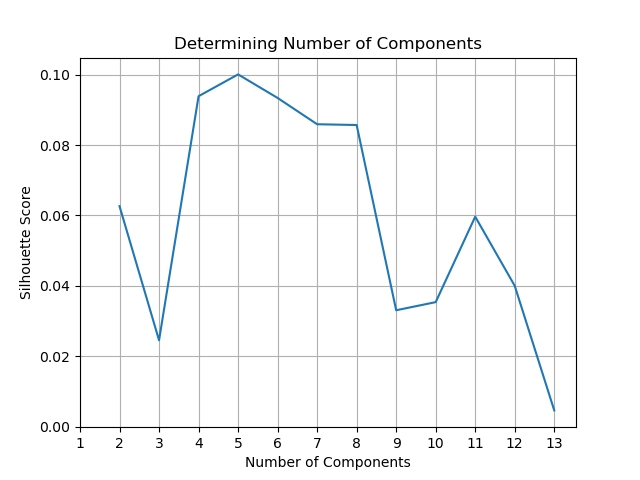 Determining Number of Components
Silhouette Score
0.10
0.08
0.06
0.04
0.02
0.00
1 2 3 4 5 6 7 8 9 10 11 12 13
Number of Components